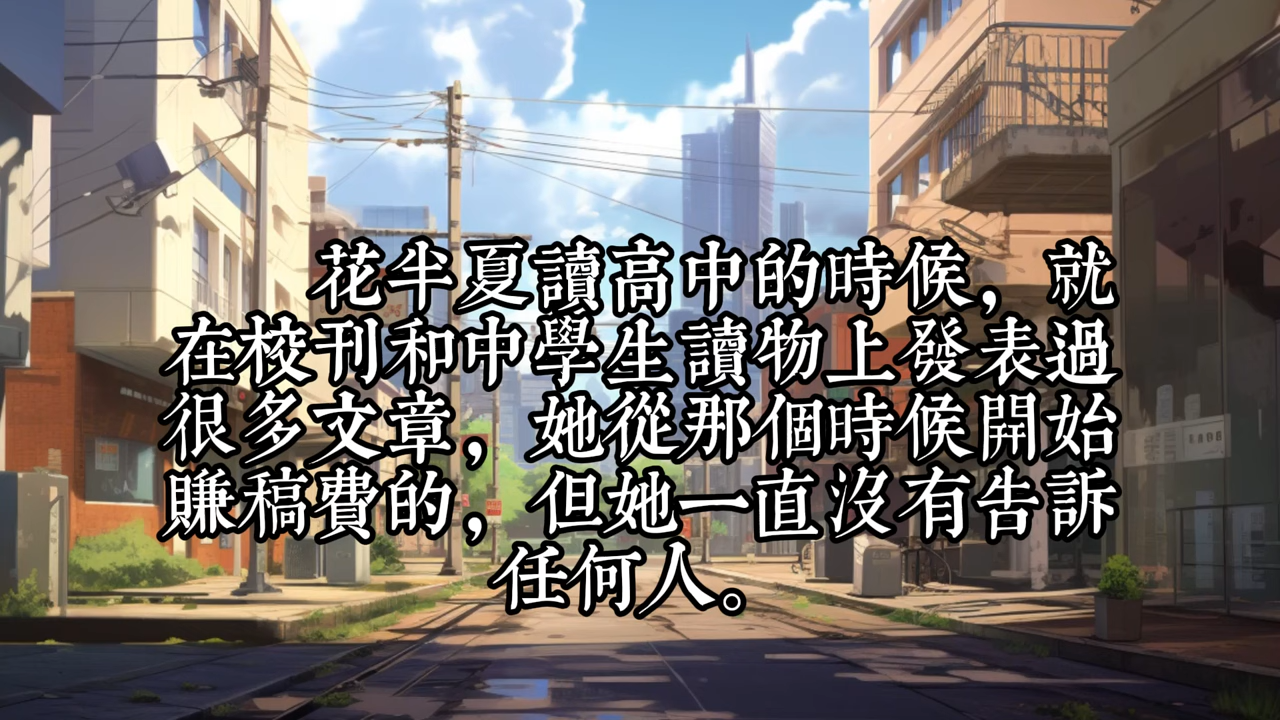 花半夏讀高中的時候，就
在校刊和中學生讀物上發表過
很多文章，她從那個時候開始
賺稿費的，但她一直沒有告訴
任何人。